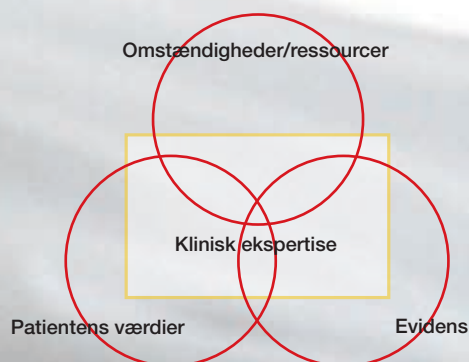 Omstændigheder/ressourcer
Klinisk ekspertise
Patientens værdier
Evidens